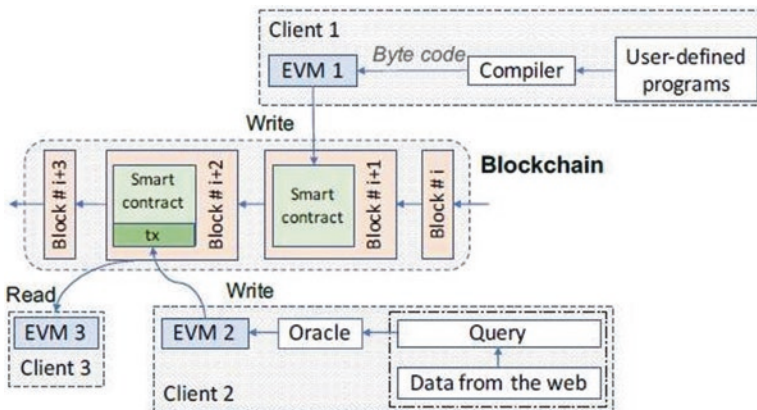 Client 1
EVM 1
Byte code
Compiler
User-defined
programs
Write
Blockchain
Block # i+3
Smart
contract
tx
Block # i+2
Smart
contract
Block # i+1
Block # i
Read
Write
EVM 3
Client 3
EVM 2
Oracle
Query
Data from the web
Client 2